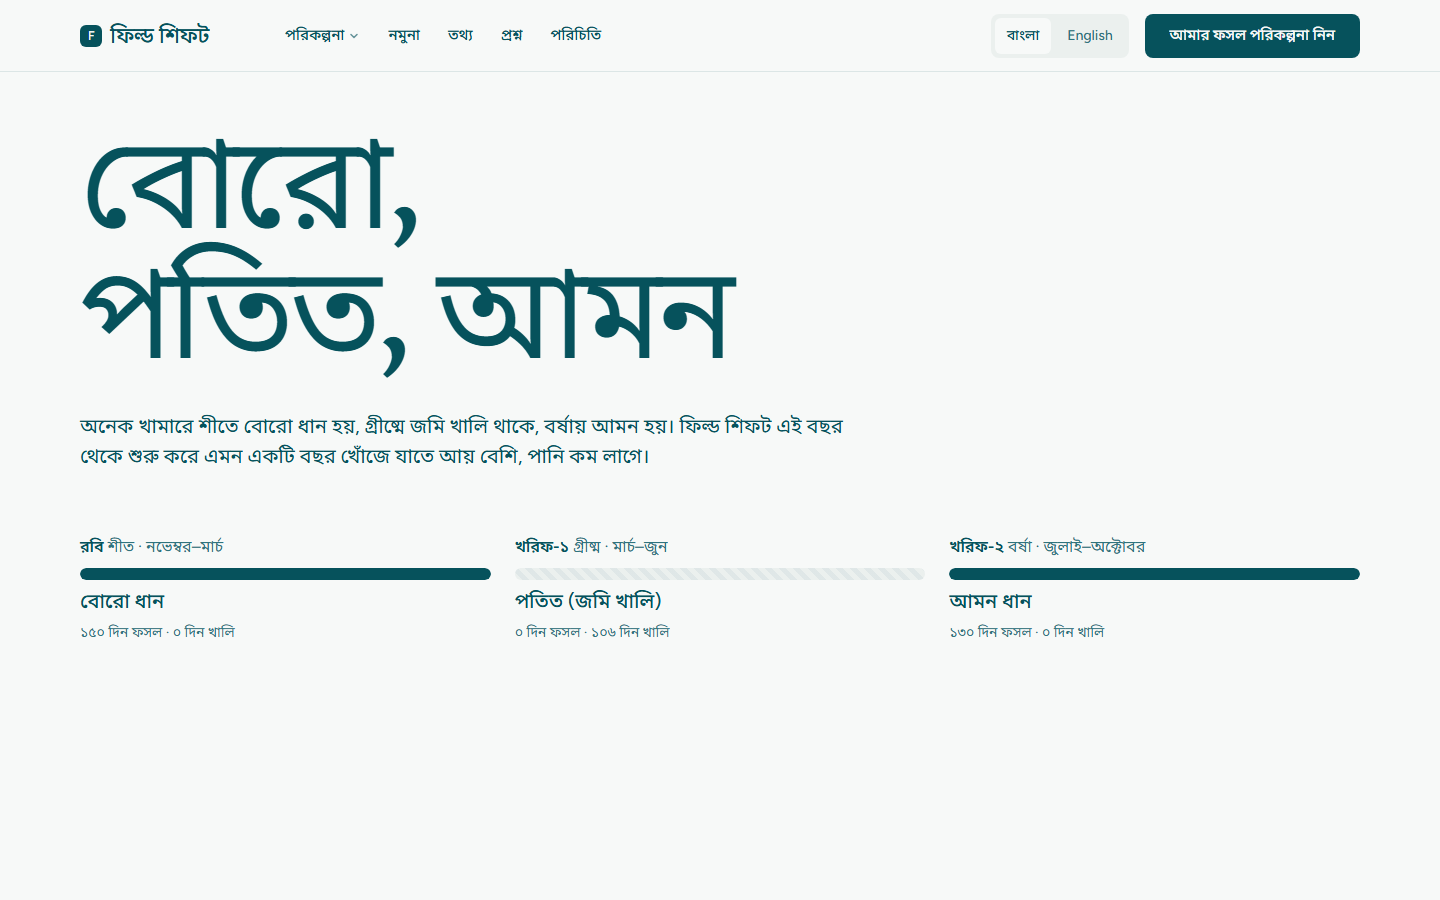 F ফিল্ড শিফট
পরিকল্পনা
নমুনা
তথ্য
প্রশ্ন
পরিচিতি
বাংলা
English
আমার ফসল পরিকল্পনা নিন
বোরো,
পতিত, আমন
অনেক খামারে শীতে বোরো ধান হয়, গ্রীষ্মে জমি খালি থাকে, বর্ষায় আমন হয়। ফিল্ড শিফট এই বছর
থেকে শুরু করে এমন একটি বছর খোঁজে যাতে আয় বেশি, পানি কম লাগে।
রবি শীত · নভেম্বর–মার্চ
বোরো ধান
১৫০ দিন ফসল · ০ দিন খালি
খরিফ-১ গ্রীষ্ম · মার্চ–জুন
পতিত (জমি খালি)
০ দিন ফসল · ১০৬ দিন খালি
খরিফ-২ বর্ষা · জুলাই–অক্টোবর
আমন ধান
১৩০ দিন ফসল · ০ দিন খালি